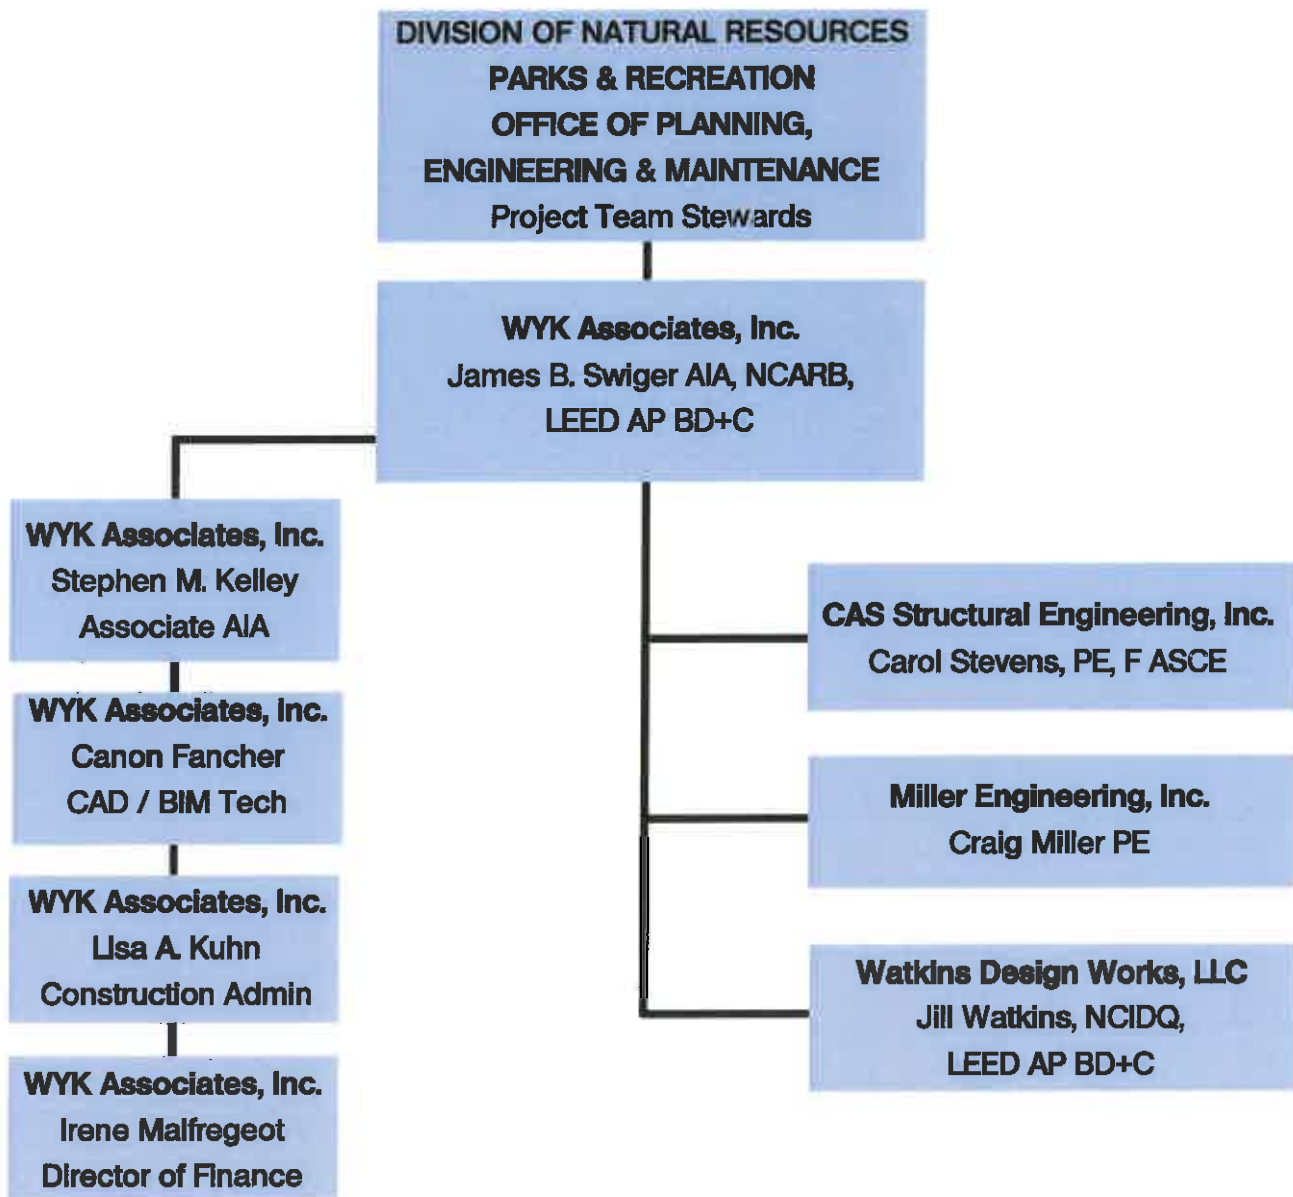 DIVISION OF NATURAL RESOURCES
PARKS & RECREATION
OFFICE OF PLANNING,
ENGINEERING & MAINTENANCE
Project Team Stewards
WYK Associates, Inc.
James B. Swiger AIA, NCARB,
LEED AP BD+C
WYK Associates, Inc.
Stephen M. Kelley
Associate AIA
WYK Associates, Inc.
Canon Fancher
CAD / BIM Tech
WYK Associates, Inc.
Lisa A. Kuhn
Construction Admin
WYK Associates, Inc.
Irene Malfregeot
Director of Finance
CAS Structural Engineering, Inc.
Carol Stevens, PE, F ASCE
Miller Engineering, Inc.
Craig Miller PE
Watkins Design Works, LLC
Jill Watkins, NCIDQ,
LEED AP BD+C